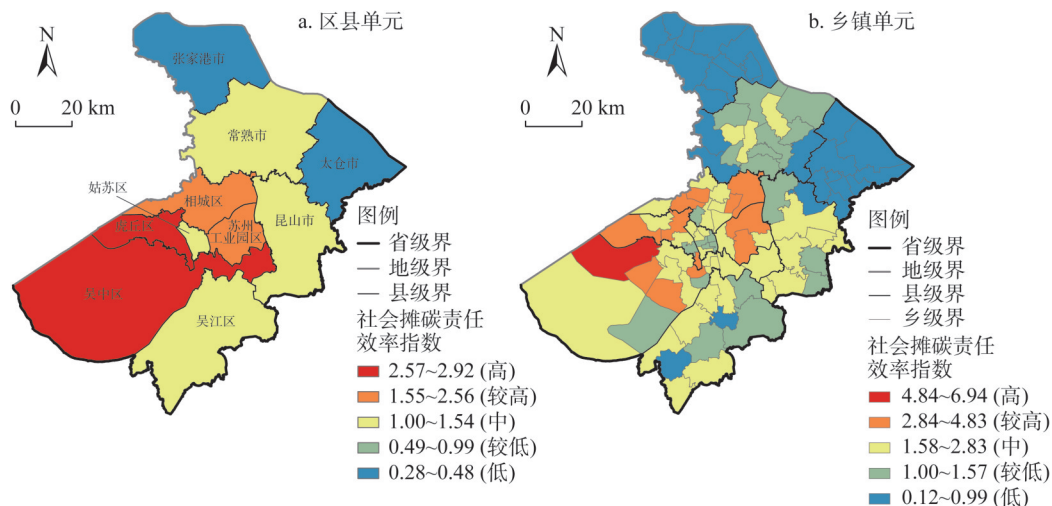 a. 区县单元
N
0 20 km
张家港市
常熟市
太仓市
姑苏区
相城区
虎丘区
苏州
工业园区
昆山市
吴中区
吴江区
图例
省级界
地级界
县级界
社会摊碳责任
效率指数
2.57~2.92 (高)
1.55~2.56 (较高)
1.00~1.54 (中)
0.49~0.99 (较低)
0.28~0.48 (低)
b. 乡镇单元
N
0 20 km
图例
省级界
地级界
县级界
乡级界
社会摊碳责任
效率指数
4.84~6.94 (高)
2.84~4.83 (较高)
1.58~2.83 (中)
1.00~1.57 (较低)
0.12~0.99 (低)